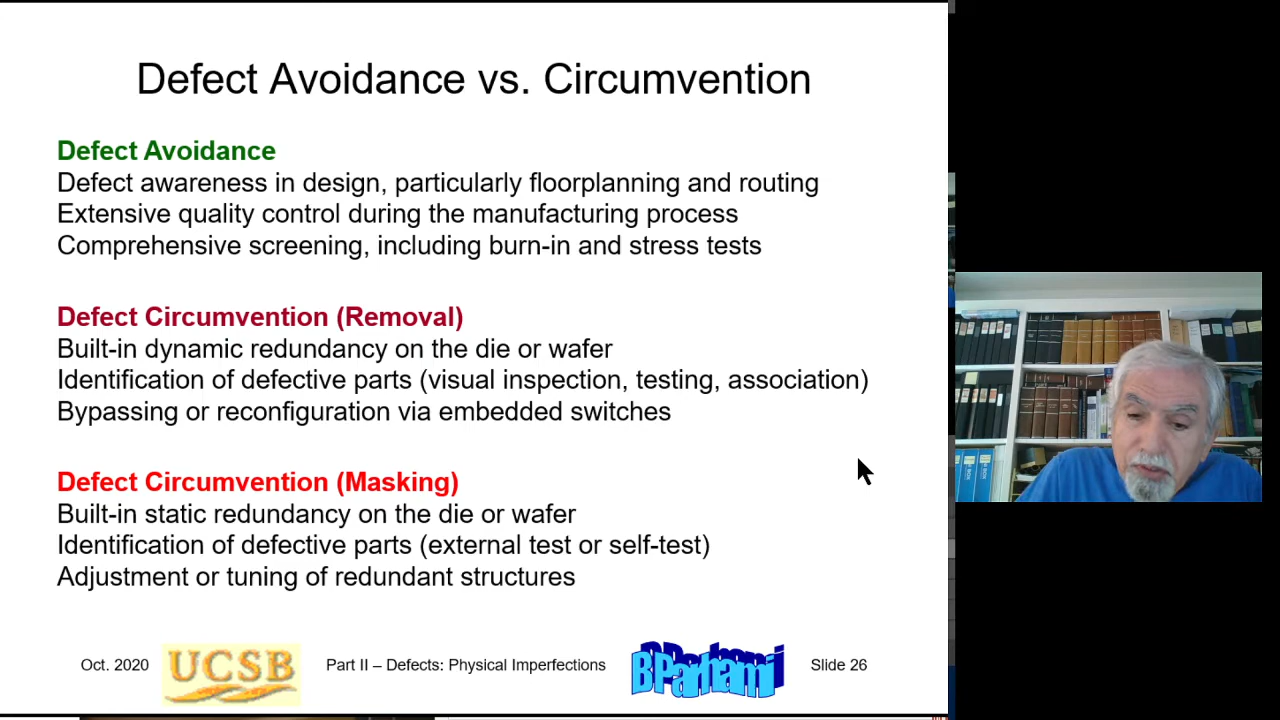 Defect Avoidance vs. Circumvention
Defect Avoidance
Defect awareness in design, particularly floorplanning and routing
Extensive quality control during the manufacturing process
Comprehensive screening, including burn-in and stress tests
Defect Circumvention (Removal)
Built-in dynamic redundancy on the die or wafer
Identification of defective parts (visual inspection, testing, association)
Bypassing or reconfiguration via embedded switches
Defect Circumvention (Masking)
Built-in static redundancy on the die or wafer
Identification of defective parts (external test or self-test)
Adjustment or tuning of redundant structures
Oct. 2020 UCSB Part II – Defects: Physical Imperfections BParhami Slide 26